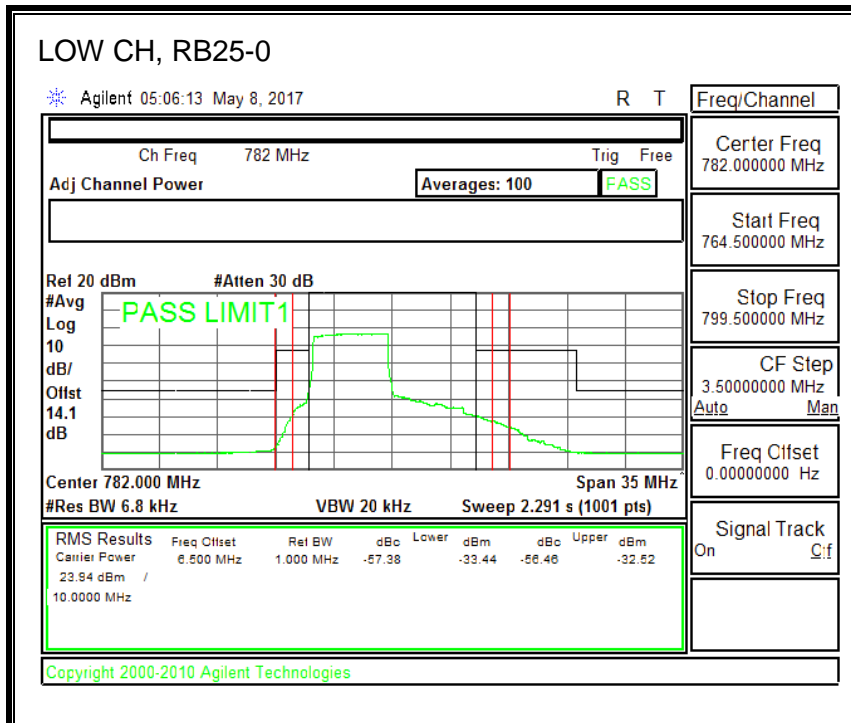 LOW CH, RB25-0
Agilent 05:06:13 May 8, 2017 R T
Freq/Channel
Ch Freq 782 MHz Trig Free
Adj Channel Power Averages: 100 PASS
Center Freq
782.000000 MHz
Start Freq
764.500000 MHz
Stop Freq
799.500000 MHz
CF Step
3.50000000 MHz
Auto Man
Freq Offset
0.00000000 Hz
Signal Track
On Off
Ref 20 dBm #Atten 30 dB
#Avg
Log
10
dB/
Offst
14.1
dB
PASS LIMIT1
Center 782.000 MHz Span 35 MHz
#Res BW 6.8 kHz VBW 20 kHz Sweep 2.291 s (1001 pts)
RMS Results Freq Offset Ref BW dBc Lower dBm dBc Upper dBm
Carrier Power 6.500 MHz 1.000 MHz -57.38 -33.44 -56.46 -32.52
23.94 dBm /
10.0000 MHz
Copyright 2000-2010 Agilent Technologies